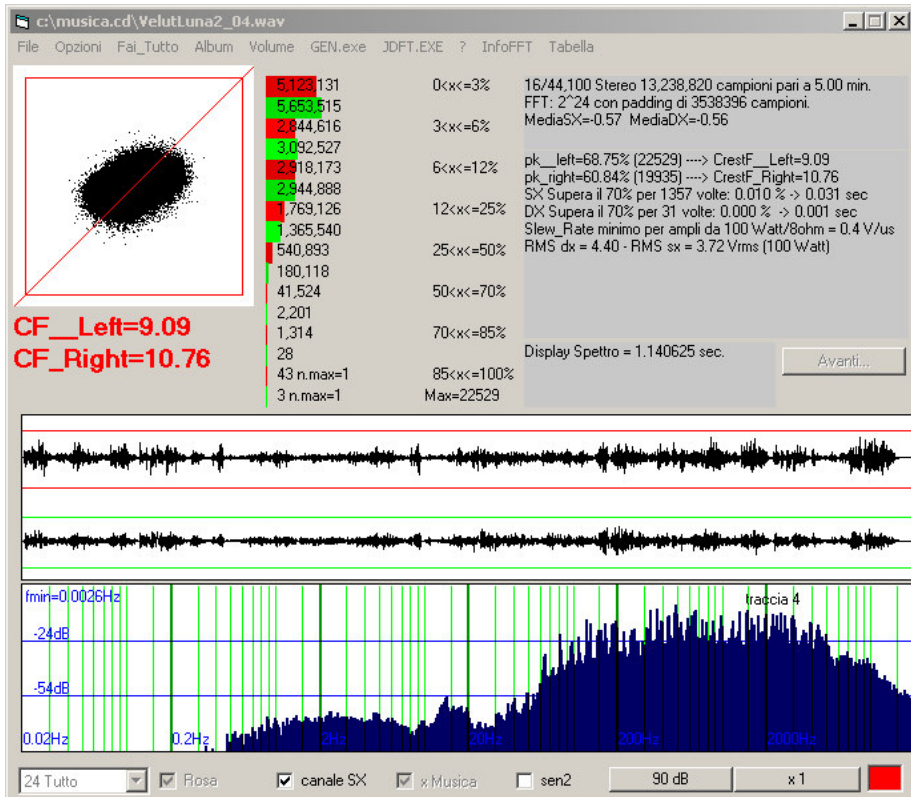 c:\musica.cd\VelutLuna2_04.wav
File Opzioni Fai_Tutto Album Volume GEN.exe JDFT.EXE ? InfoFFT Tabella
5,123,131 0<x<=3%
5,653,515
2,844,616 3<x<=6%
3,092,527
2,918,173 6<x<=12%
2,944,888
1,769,126 12<x<=25%
1,365,540
540,893 25<x<=50%
180,118
41,524 50<x<=70%
2,201
1,314 70<x<=85%
28
43 n.max=1 85<x<=100%
3 n.max=1 Max=22529
CF__Left=9.09
CF_Right=10.76
16/44,100 Stereo 13,238,820 campioni pari a 5.00 min.
FFT: 2^24 con padding di 3538396 campioni.
MediaSX=-0.57 MediaDX=-0.56
pk__left=68.75% (22529) ----> CrestF__Left=9.09
pk_right=60.84% (19935) ----> CrestF_Right=10.76
SX Supera il 70% per 1357 volte: 0.010 % -> 0.031 sec
DX Supera il 70% per 31 volte: 0.000 % -> 0.001 sec
Slew_Rate minimo per ampli da 100 Watt/8ohm = 0.4 V/us
RMS dx = 4.40 - RMS sx = 3.72 Vrms (100 Watt)
Display Spettro = 1.140625 sec.
Avanti...
fmin=0.0026Hz
traccia 4
-24dB
-54dB
0.02Hz 0.2Hz 2Hz 20Hz 200Hz 2000Hz
24 Tutto Rosa canale SX x Musica sen2 90 dB x 1